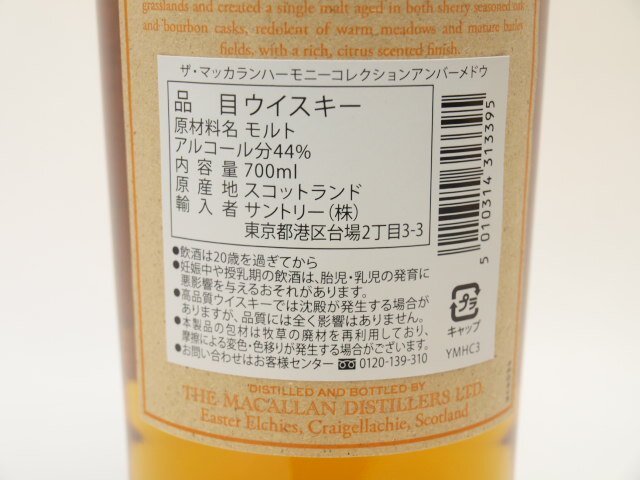 grasslands and created a single malt aged in both sherry seasoned oak
and bourbon casks, redolent of warm meadows and mature barley
fields, with a rich, citrus scented finish.
ザ・マッカランハーモニーコレクションアンバーメドウ
品 目 ウイスキー
原材料名 モルト
アルコール分44%
内容量 700ml
原産地 スコットランド
輸入者 サントリー(株)
東京都港区台場2丁目3-3
5 010314 313395
●飲酒は20歳を過ぎてから
●妊娠中や授乳期の飲酒は、胎児・乳児の発育に
悪影響を与えるおそれがあります。
●高品質ウイスキーでは沈殿が発生する場合が
ありますが、品質には全く影響はありません。
●本製品の包材は牧草の廃材を再利用しており、
摩擦による変色・色移りが発生する場合がございます。
●お問い合わせはお客様センター 0120-139-310
プラ
キャップ
YMHC3
DISTILLED AND BOTTLED BY
THE MACALLAN DISTILLERS LTD.
Easter Elchies, Craigellachie, Scotland